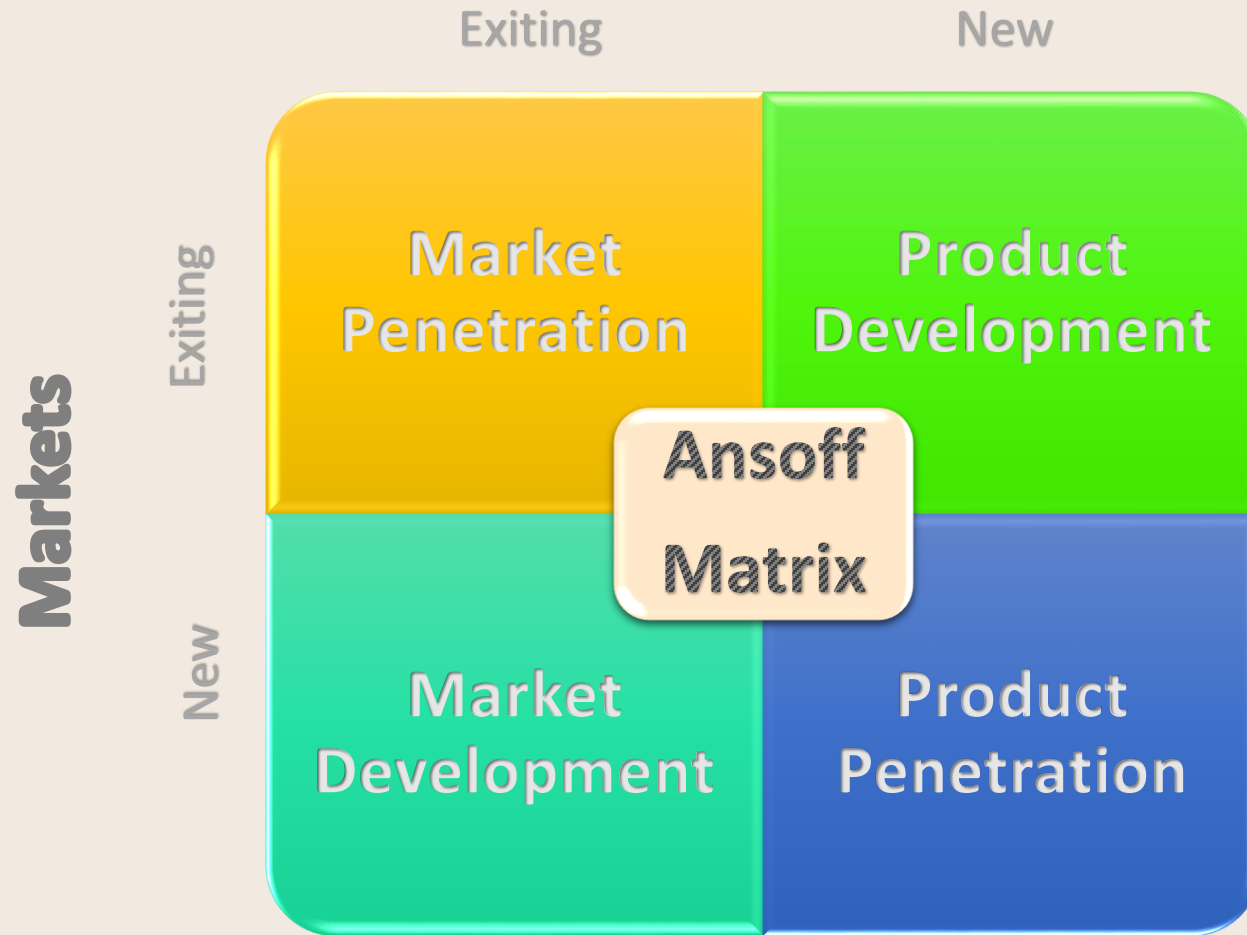 Exiting
New
Exiting
Market
Penetration
Product
Development
Markets
Ansoff
Matrix
New
Market
Development
Product
Penetration